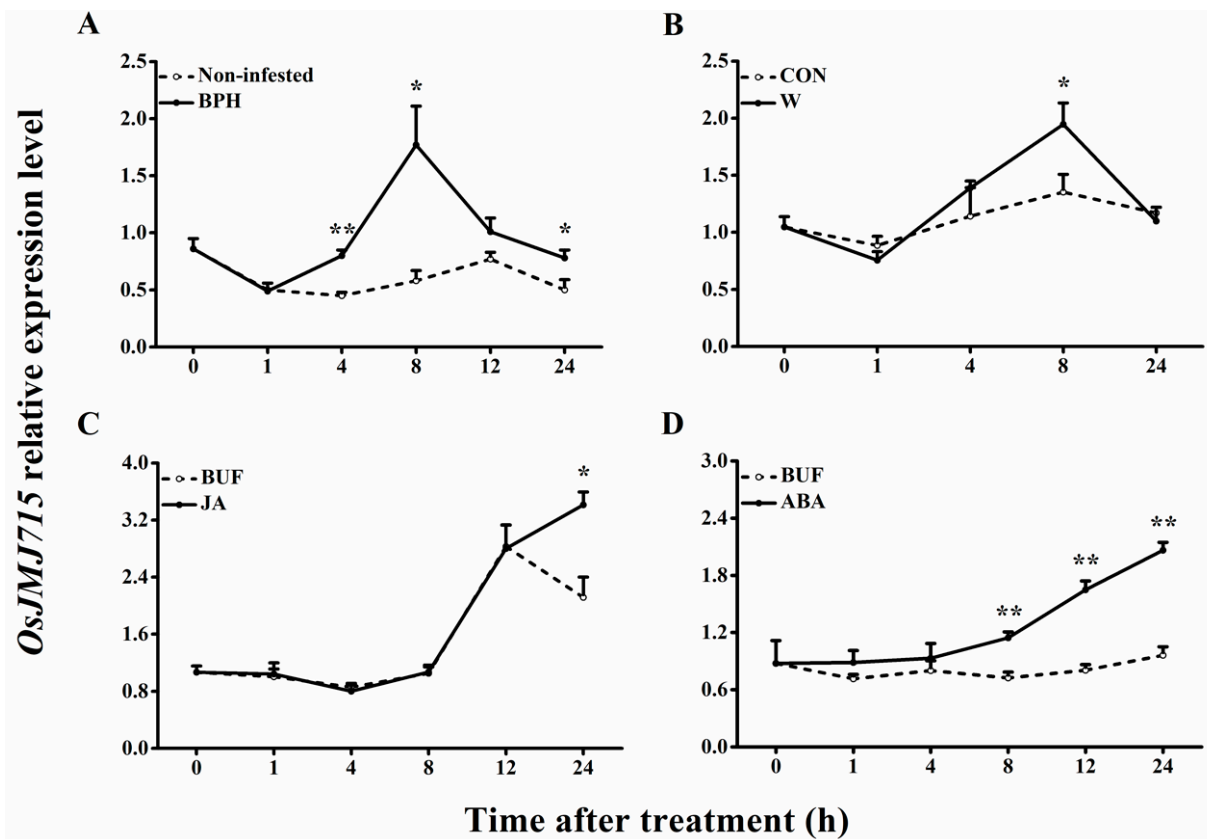 OsJMJ715 relative expression level
A
2.5
2.0
1.5
1.0
0.5
0.0
Non-infested
BPH
**
*
*
0 1 4 8 12 24
B
2.5
2.0
1.5
1.0
0.5
0.0
CON
W
*
0 1 4 8 24
C
4.0
3.2
2.4
1.6
0.8
0.0
BUF
JA
*
0 1 4 8 12 24
D
3.0
2.4
1.8
1.2
0.6
0.0
BUF
ABA
**
**
**
0 1 4 8 12 24
Time after treatment (h)